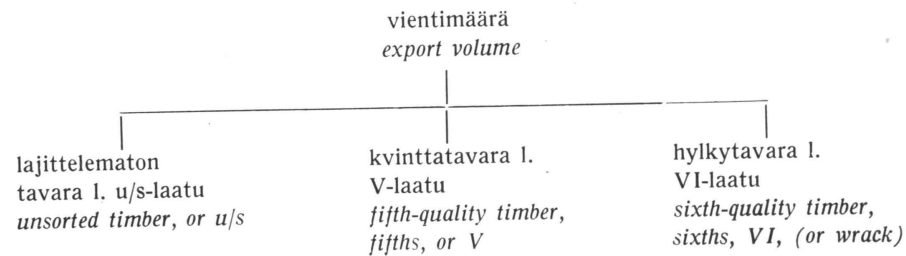 vientimäärä
export volume
lajittelematon
tavara l. u/s-laatu
unsorted timber, or u/s
kvinttatavara l.
V-laatu
fifth-quality timber,
fifths, or V
hylkytavara l.
VI-laatu
sixth-quality timber,
sixths, VI, (or wrack)